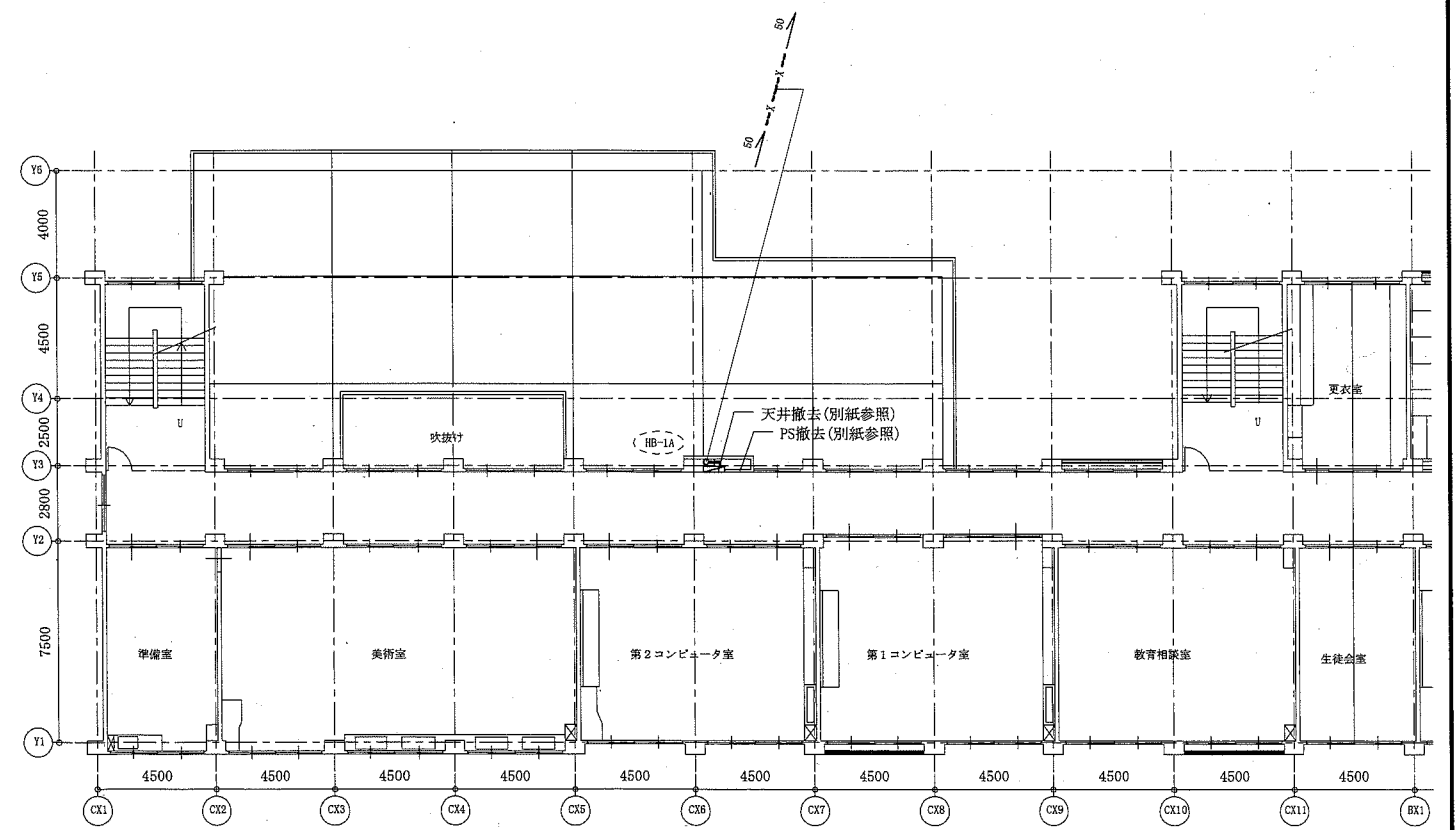 50
X
X
50
Y6
4000
Y5
4500
Y4
2500
Y3
2800
Y2
7500
Y1
U
吹抜け
HB-1A
天井撤去(別紙参照)
PS撤去(別紙参照)
U
更衣室
準備室
美術室
第2コンピュータ室
第1コンピュータ室
教育相談室
生徒会室
4500
4500
4500
4500
4500
4500
4500
4500
4500
4500
4500
CX1
CX2
CX3
CX4
CX5
CX6
CX7
CX8
CX9
CX10
CX11
BX1